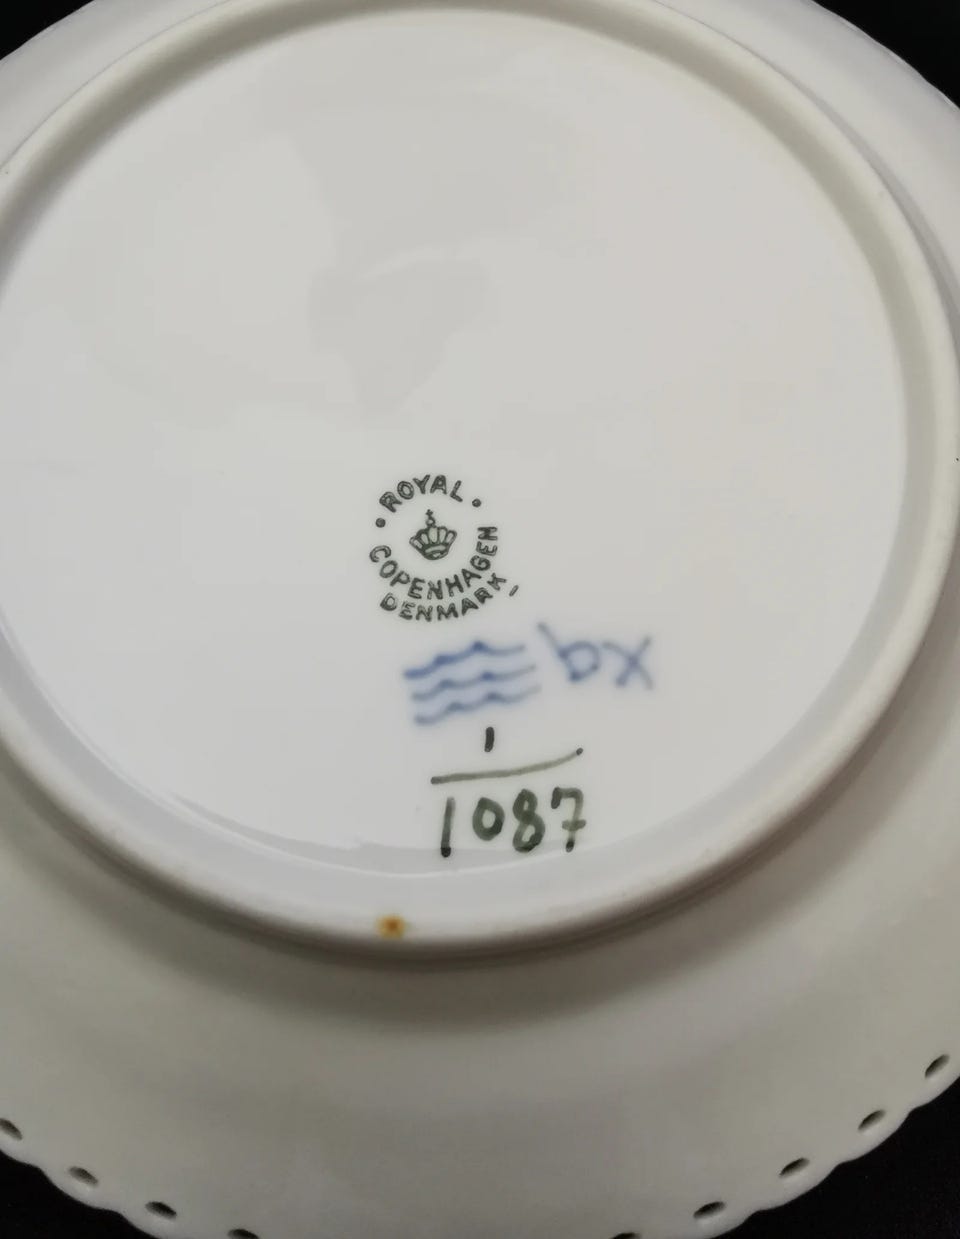 ROYAL
COPENHAGEN
DENMARK
bx
1
1087